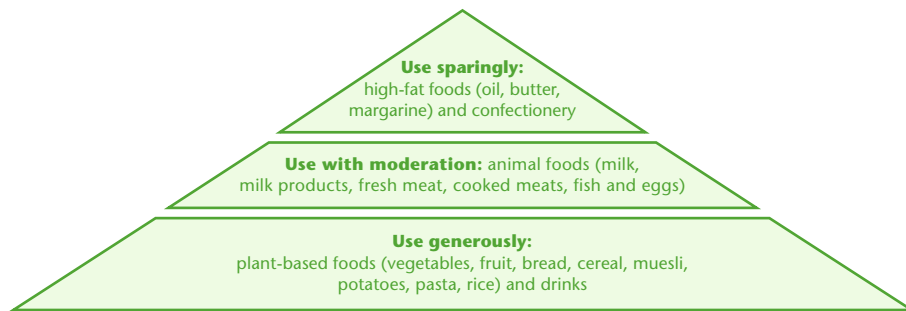 Use sparingly:
high-fat foods (oil, butter,
margarine) and confectionery
Use with moderation: animal foods (milk,
milk products, fresh meat, cooked meats, fish and eggs)
Use generously:
plant-based foods (vegetables, fruit, bread, cereal, muesli,
potatoes, pasta, rice) and drinks